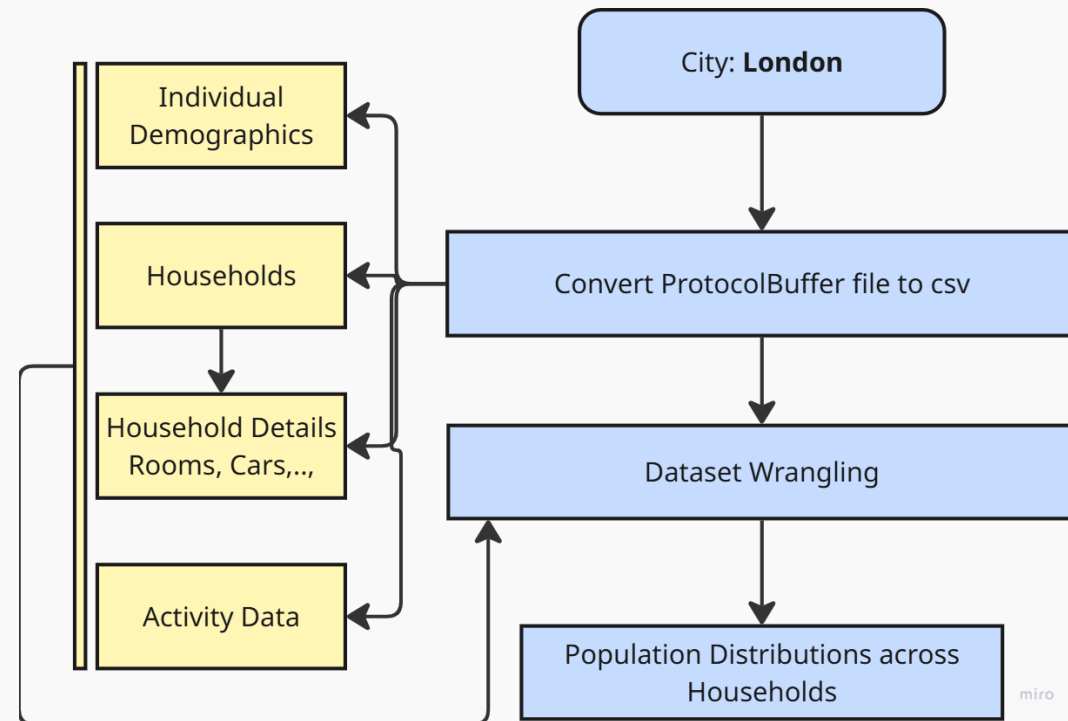 City: London
Individual
Demographics
Households
Convert ProtocolBuffer file to csv
Household Details
Rooms, Cars,..,
Dataset Wrangling
Activity Data
Population Distributions across
Households
miro